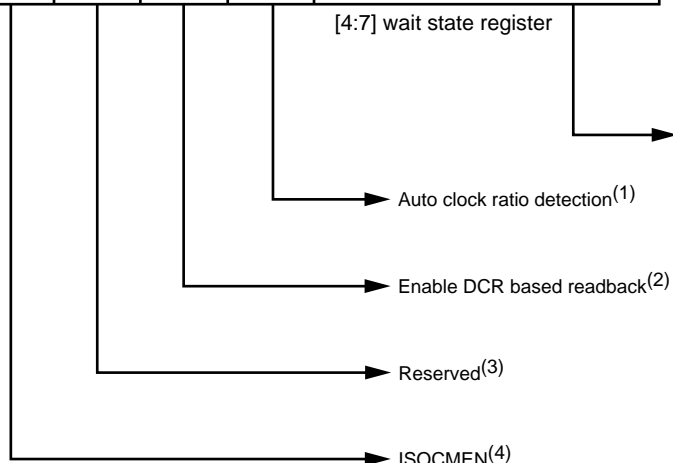 [4:7] wait state register
Auto clock ratio detection(1)
Enable DCR based readback(2)
Reserved(3)
ISOCMEN(4)